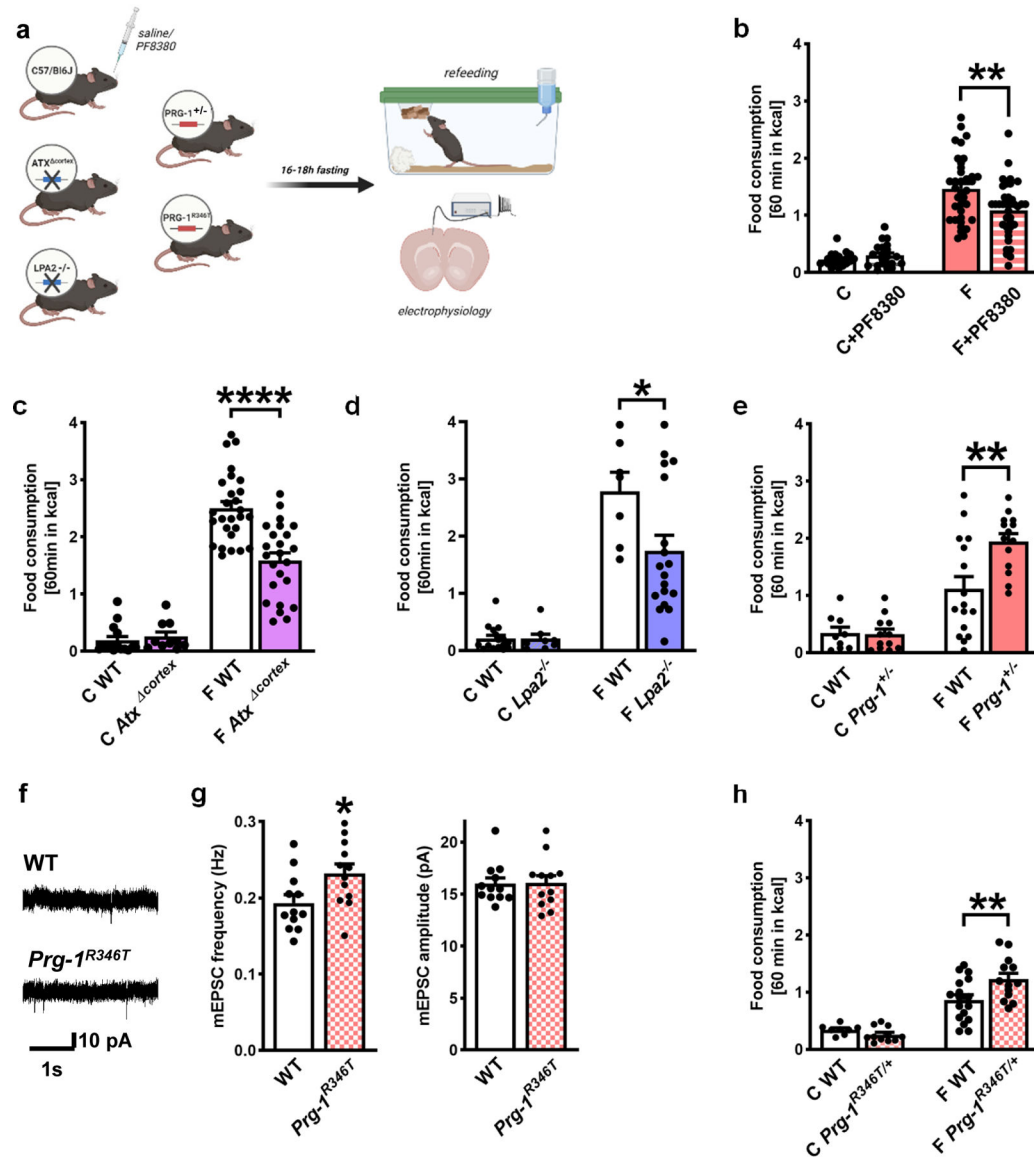 a
saline/
PF8380
C57/Bl6J
PRG-1+/-
ATXΔcortex
PRG-1R346T
LPA2 -/-
16-18h fasting
refeeding
electrophysiology
b
Food consumption
[60 min in kcal]
4
3
2
1
0
**
C
C+PF8380
F
F+PF8380
c
Food consumption
[60min in kcal]
4
3
2
1
0
****
C WT
C Atx Δcortex
F WT
F Atx Δcortex
d
Food consumption
[60min in kcal]
4
3
2
1
0
*
C WT
C Lpa2-/-
F WT
F Lpa2-/-
e
Food consumption
[60 min in kcal]
4
3
2
1
0
**
C WT
C Prg-1+/-
F WT
F Prg-1+/-
f
WT
Prg-1R346T
10 pA
1s
g
mEPSC frequency (Hz)
0.3
0.2
0.1
0.0
*
WT
Prg-1R346T
mEPSC amplitude (pA)
20
15
10
5
0
WT
Prg-1R346T
h
Food consumption
[60 min in kcal]
4
3
2
1
0
**
C WT
C Prg-1R346T/+
F WT
F Prg-1R346T/+